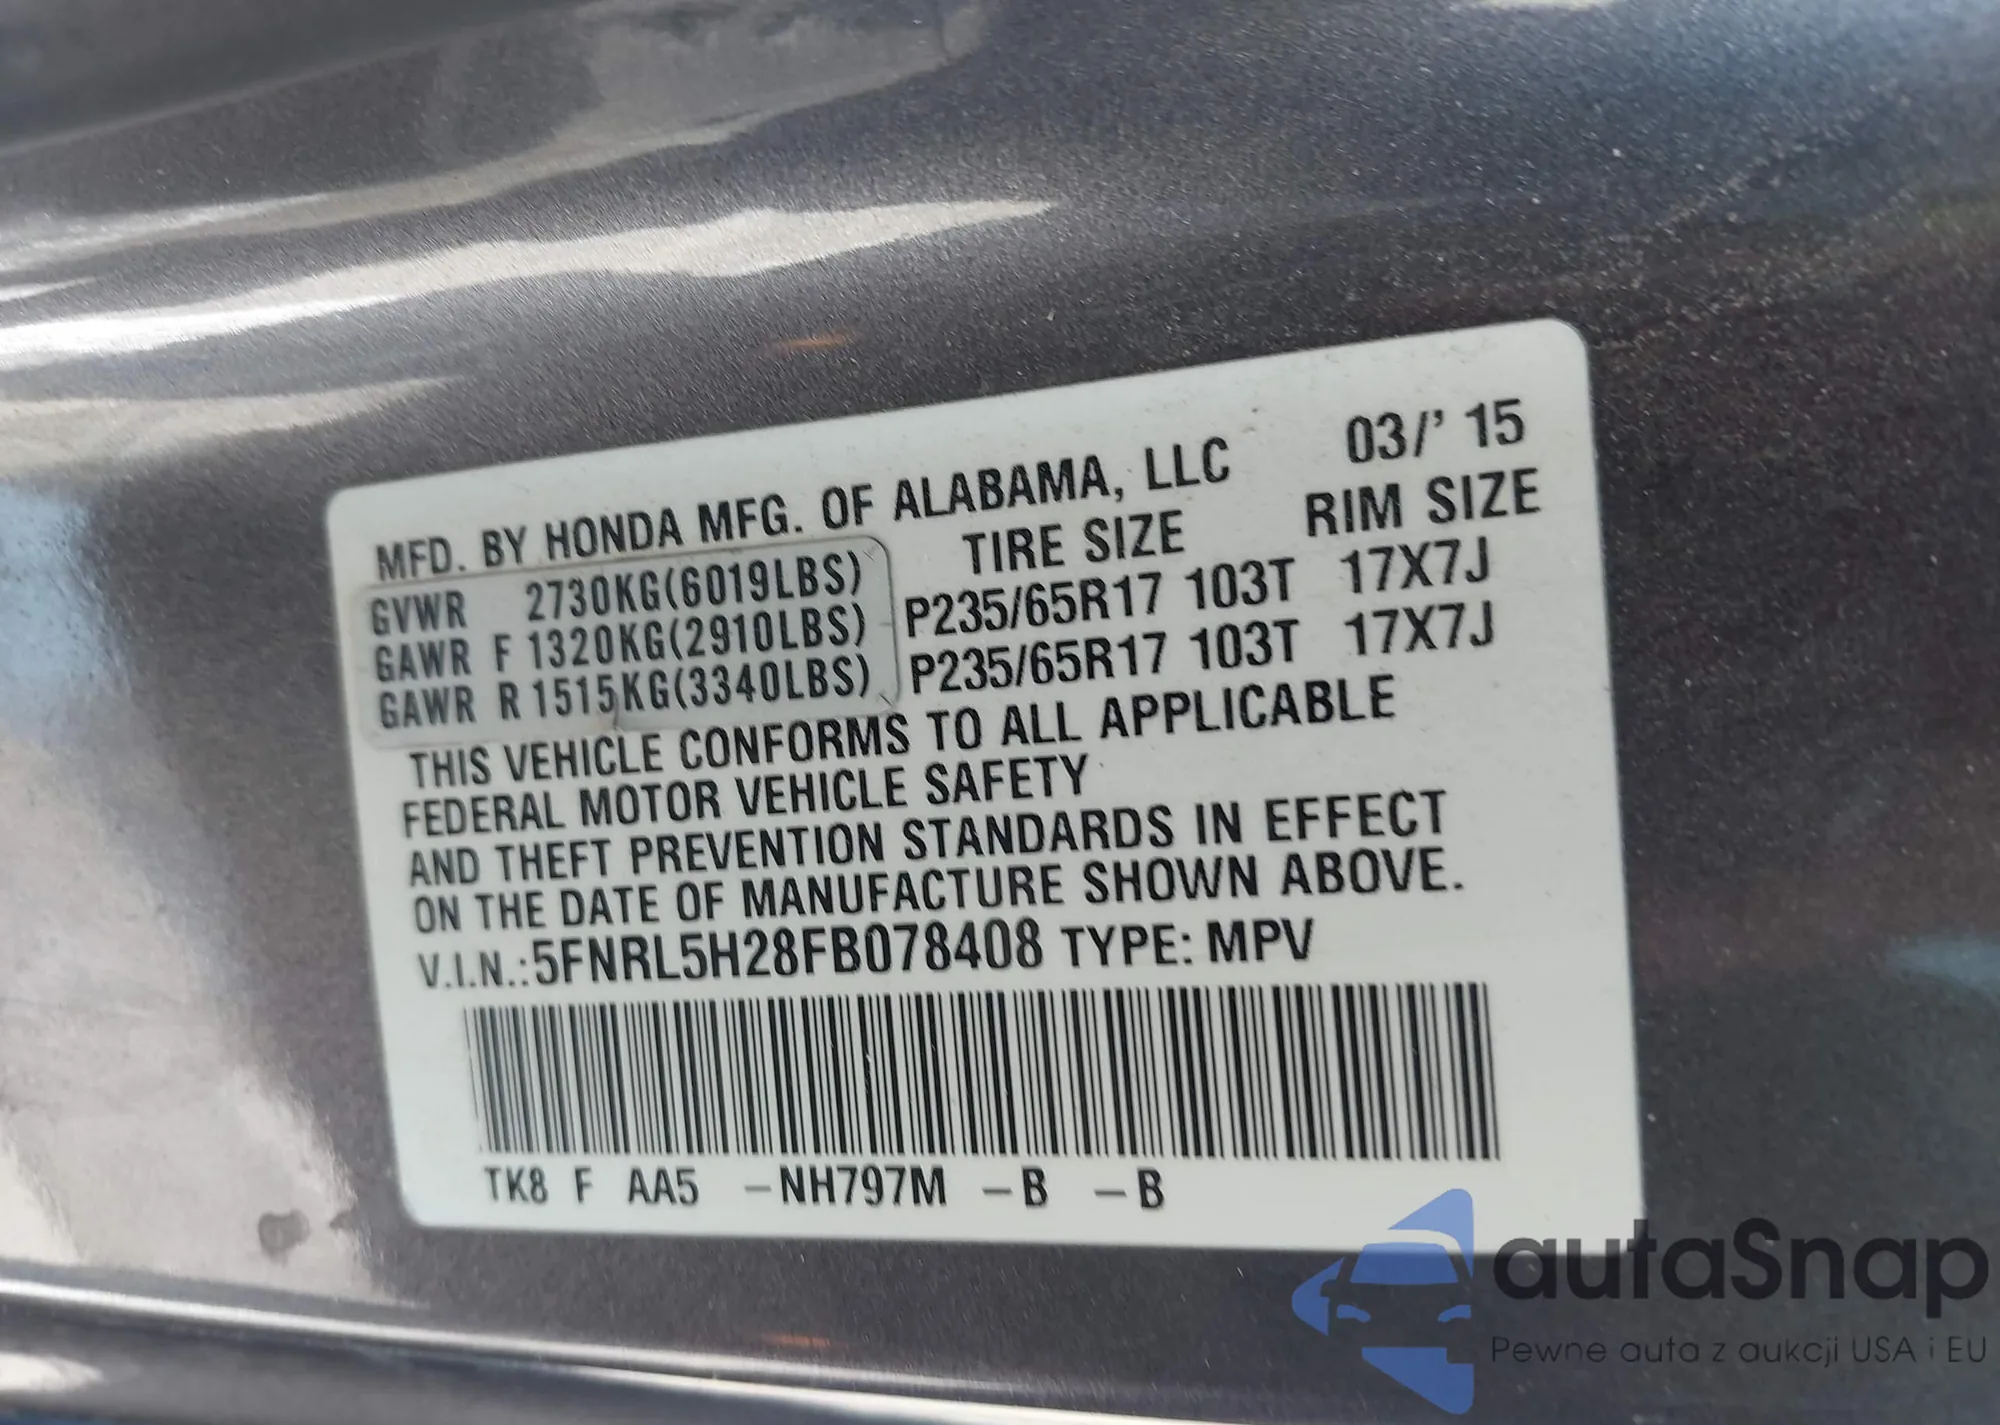 MFD. BY HONDA MFG. OF ALABAMA, LLC 03/' 15
TIRE SIZE RIM SIZE
GVWR 2730KG(6019LBS)
GAWR F 1320KG(2910LBS) P235/65R17 103T 17X7J
GAWR R 1515KG(3340LBS) P235/65R17 103T 17X7J
THIS VEHICLE CONFORMS TO ALL APPLICABLE
FEDERAL MOTOR VEHICLE SAFETY
AND THEFT PREVENTION STANDARDS IN EFFECT
ON THE DATE OF MANUFACTURE SHOWN ABOVE.
V.I.N.:5FNRL5H28FB078408 TYPE: MPV
TK8 F AA5 -NH797M -B -B
autaSnap
Pewne auta z aukcji USA i EU